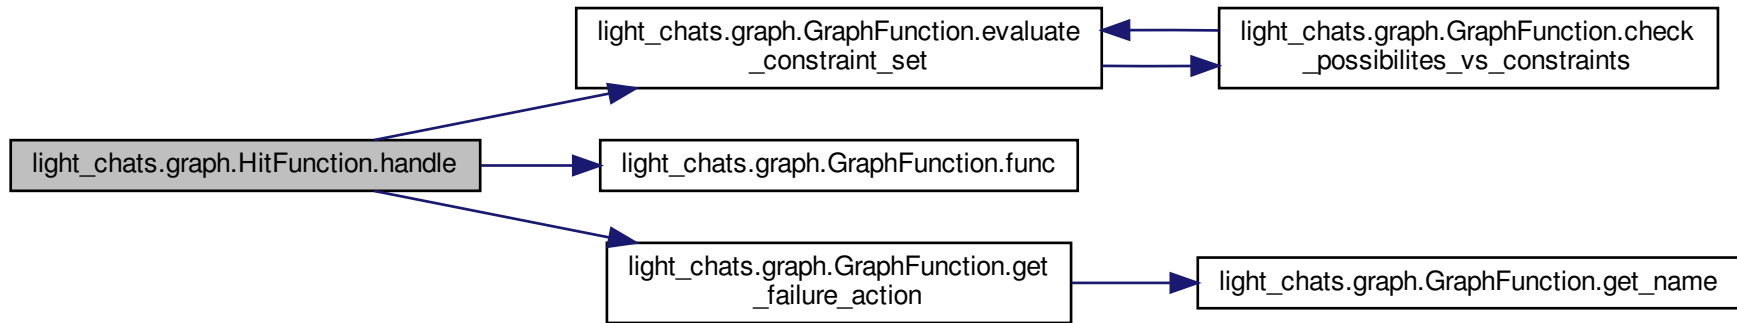 light_chats.graph.GraphFunction.evaluate
_constraint_set
light_chats.graph.GraphFunction.check
_possibilites_vs_constraints
light_chats.graph.HitFunction.handle
light_chats.graph.GraphFunction.func
light_chats.graph.GraphFunction.get
_failure_action
light_chats.graph.GraphFunction.get_name